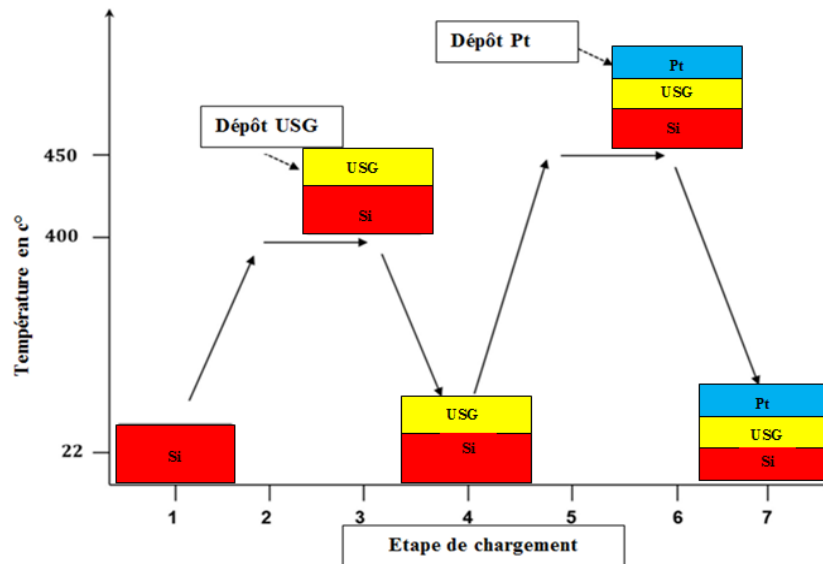 Dépôt Pt
Pt
USG
Si
Dépôt USG
USG
Si
450
400
Température en c°
22
Si
USG
Si
Pt
USG
Si
1 2 3 4 5 6 7
Etape de chargement